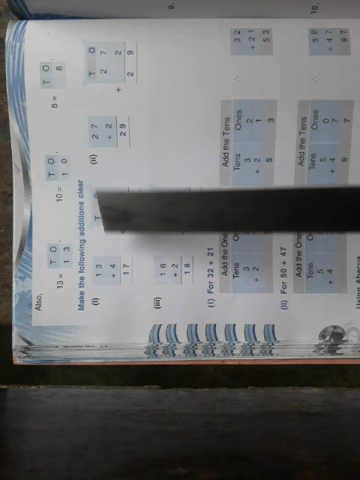 9.
10.
Also,
13 = T O
1 3
10 = T O
1 0
8 = T O
8
Make the following additions clear
(i) 1 3
+ 4
1 7
(ii) 2 7
+ 2
2 9
T O
2 7
+ 2
2 9
(iii) 1 6
+ 2
1 8
(i) For 32 + 21
Add the
Tens
3
+ 2
Add the Tens
Tens Ones
3 2
+ 2 1
5 3
∴ 3 2
+ 2 1
5 3
(ii) For 50 + 47
Add the
Tens
5
+ 4
Add the Tens
Tens Ones
5 0
+ 4 7
9 7
∴ 5 0
+ 4 7
9 7
Using Abacus